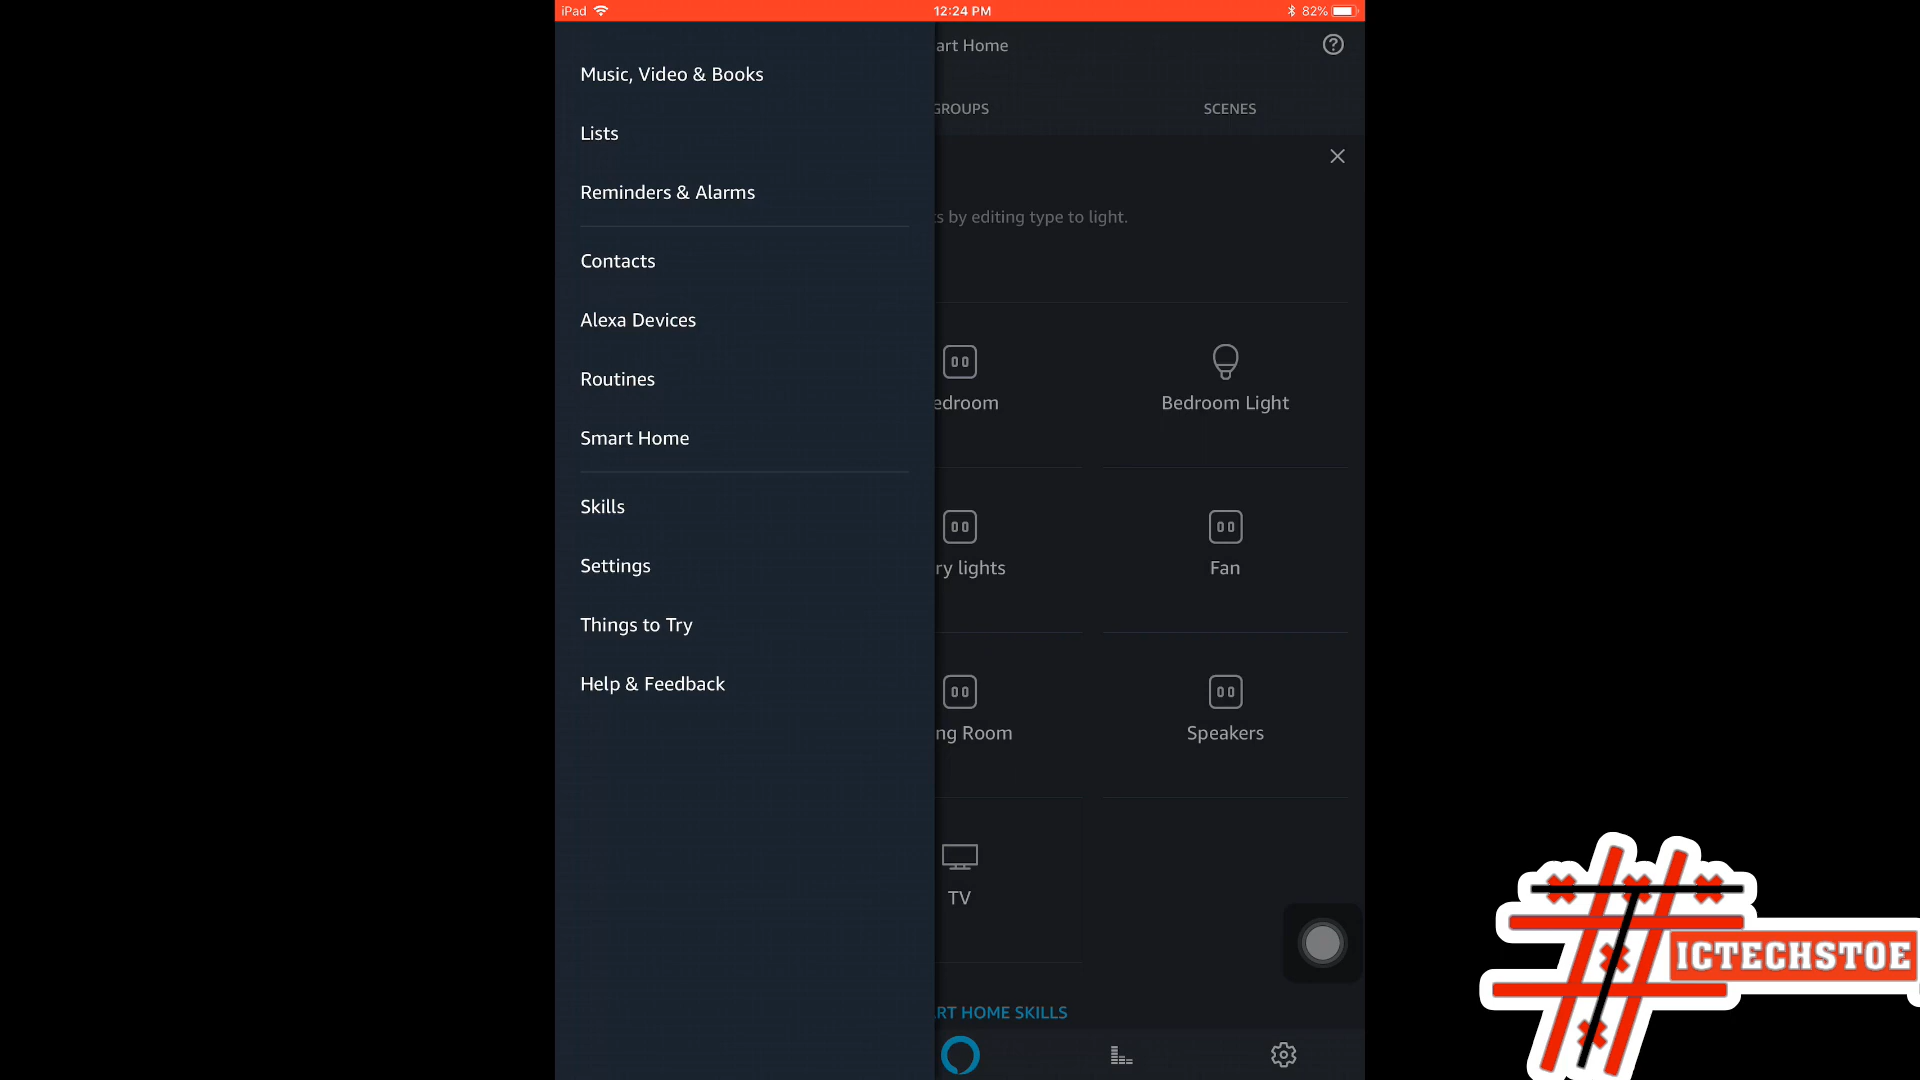 iPad 12:24 PM 82%
Music, Video & Books
Lists
Reminders & Alarms
Contacts
Alexa Devices
Routines
Smart Home
Skills
Settings
Things to Try
Help & Feedback
art Home
GROUPS SCENES
s by editing type to light.
edroom Bedroom Light
ry lights Fan
ng Room Speakers
TV
RT HOME SKILLS
ICTECHSTOE